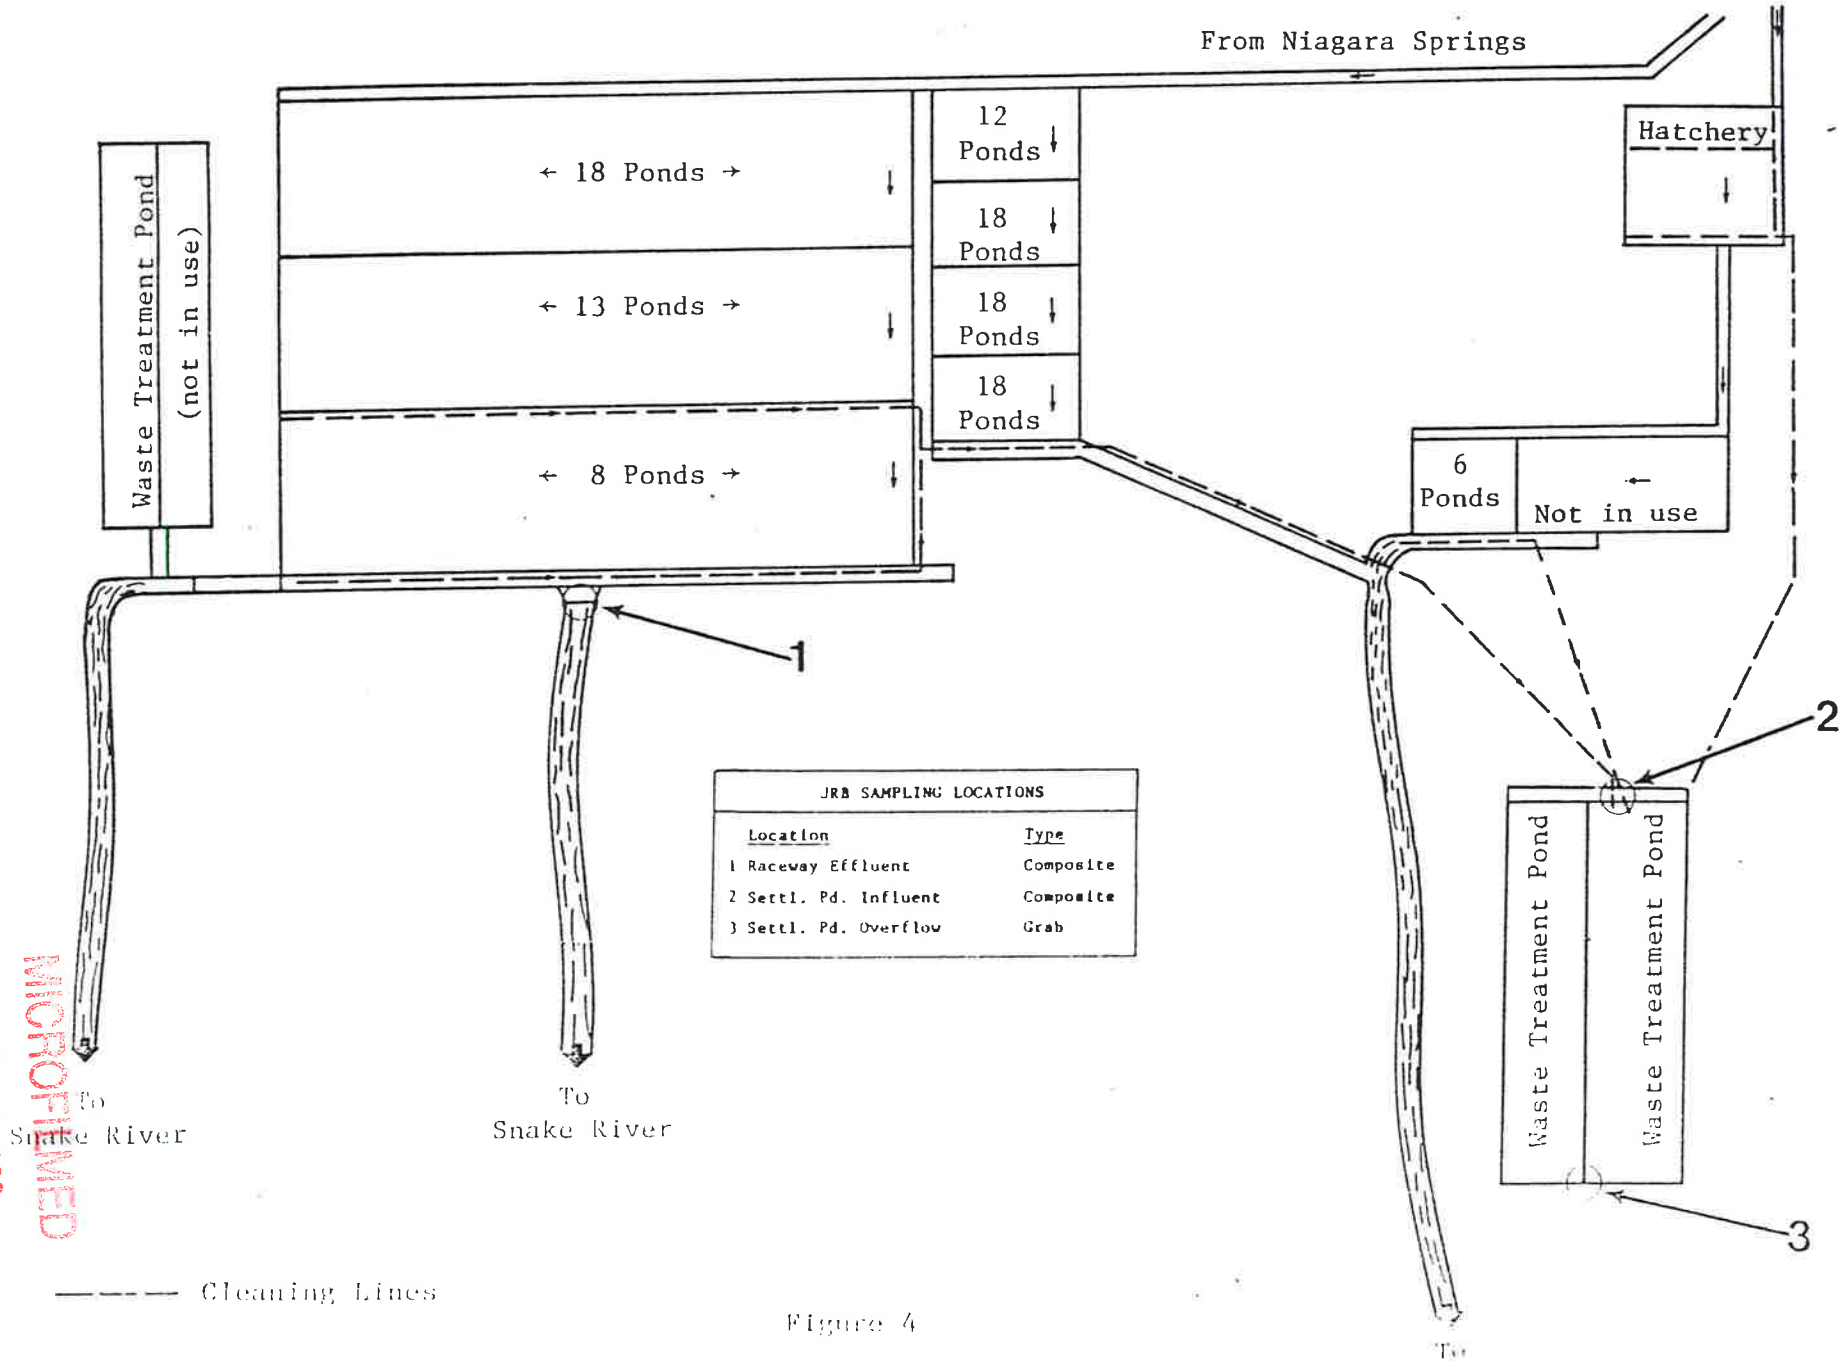 From Niagara Springs
Hatchery
12
Ponds
18
Ponds
18
Ponds
18
Ponds
← 18 Ponds →
← 13 Ponds →
← 8 Ponds →
Waste Treatment Pond
(not in use)
6
Ponds
Not in use
1
2
3
JRB SAMPLING LOCATIONS
Location Type
1 Raceway Effluent Composite
2 Settl. Pd. Influent Composite
3 Settl. Pd. Overflow Grab
Waste Treatment Pond
Waste Treatment Pond
To
Snake River
To
Snake River
To
MICROFILMED
Cleaning Lines
Figure 4